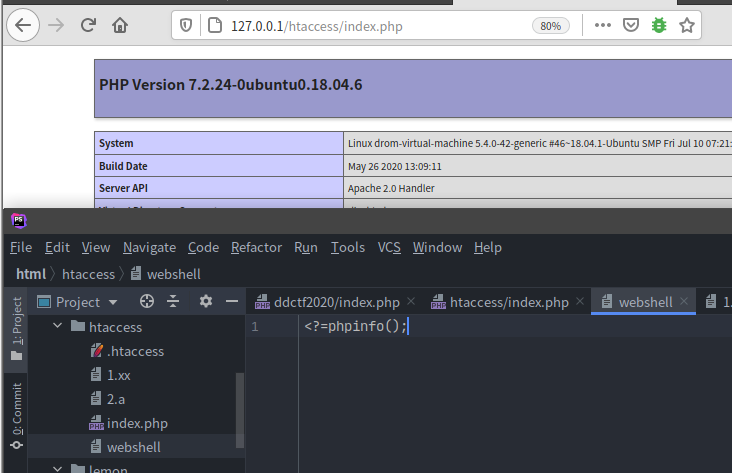 127.0.0.1/htaccess/index.php
80%
PHP Version 7.2.24-0ubuntu0.18.04.6
System Linux drom-virtual-machine 5.4.0-42-generic #46~18.04.1-Ubuntu SMP Fri Jul 10 07:21:
Build Date May 26 2020 13:09:11
Server API Apache 2.0 Handler
PS
File Edit View Navigate Code Refactor Run Tools VCS Window Help
html htaccess webshell
Project ddctf2020/index.php htaccess/index.php webshell 1.
1: Project
0: Commit
htaccess
.htaccess
1.xx
2.a
index.php
webshell
lemon
1 <?=phpinfo();